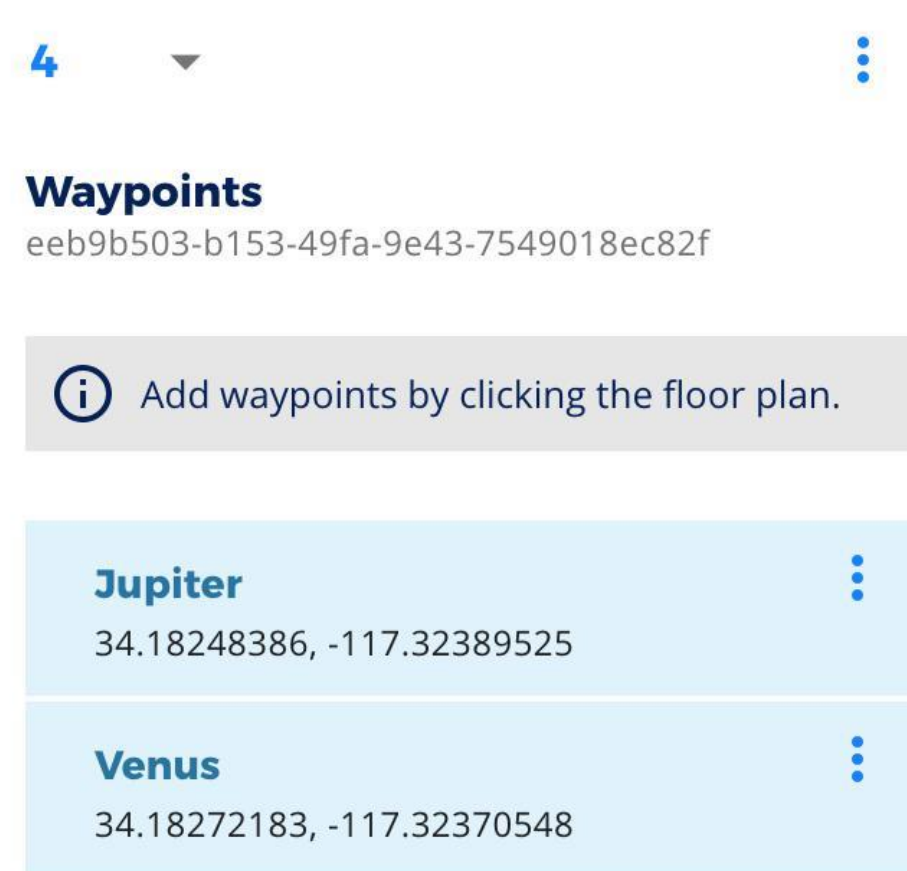 4
Waypoints
eeb9b503-b153-49fa-9e43-7549018ec82f
Add waypoints by clicking the floor plan.
Jupiter
34.18248386, -117.32389525
Venus
34.18272183, -117.32370548